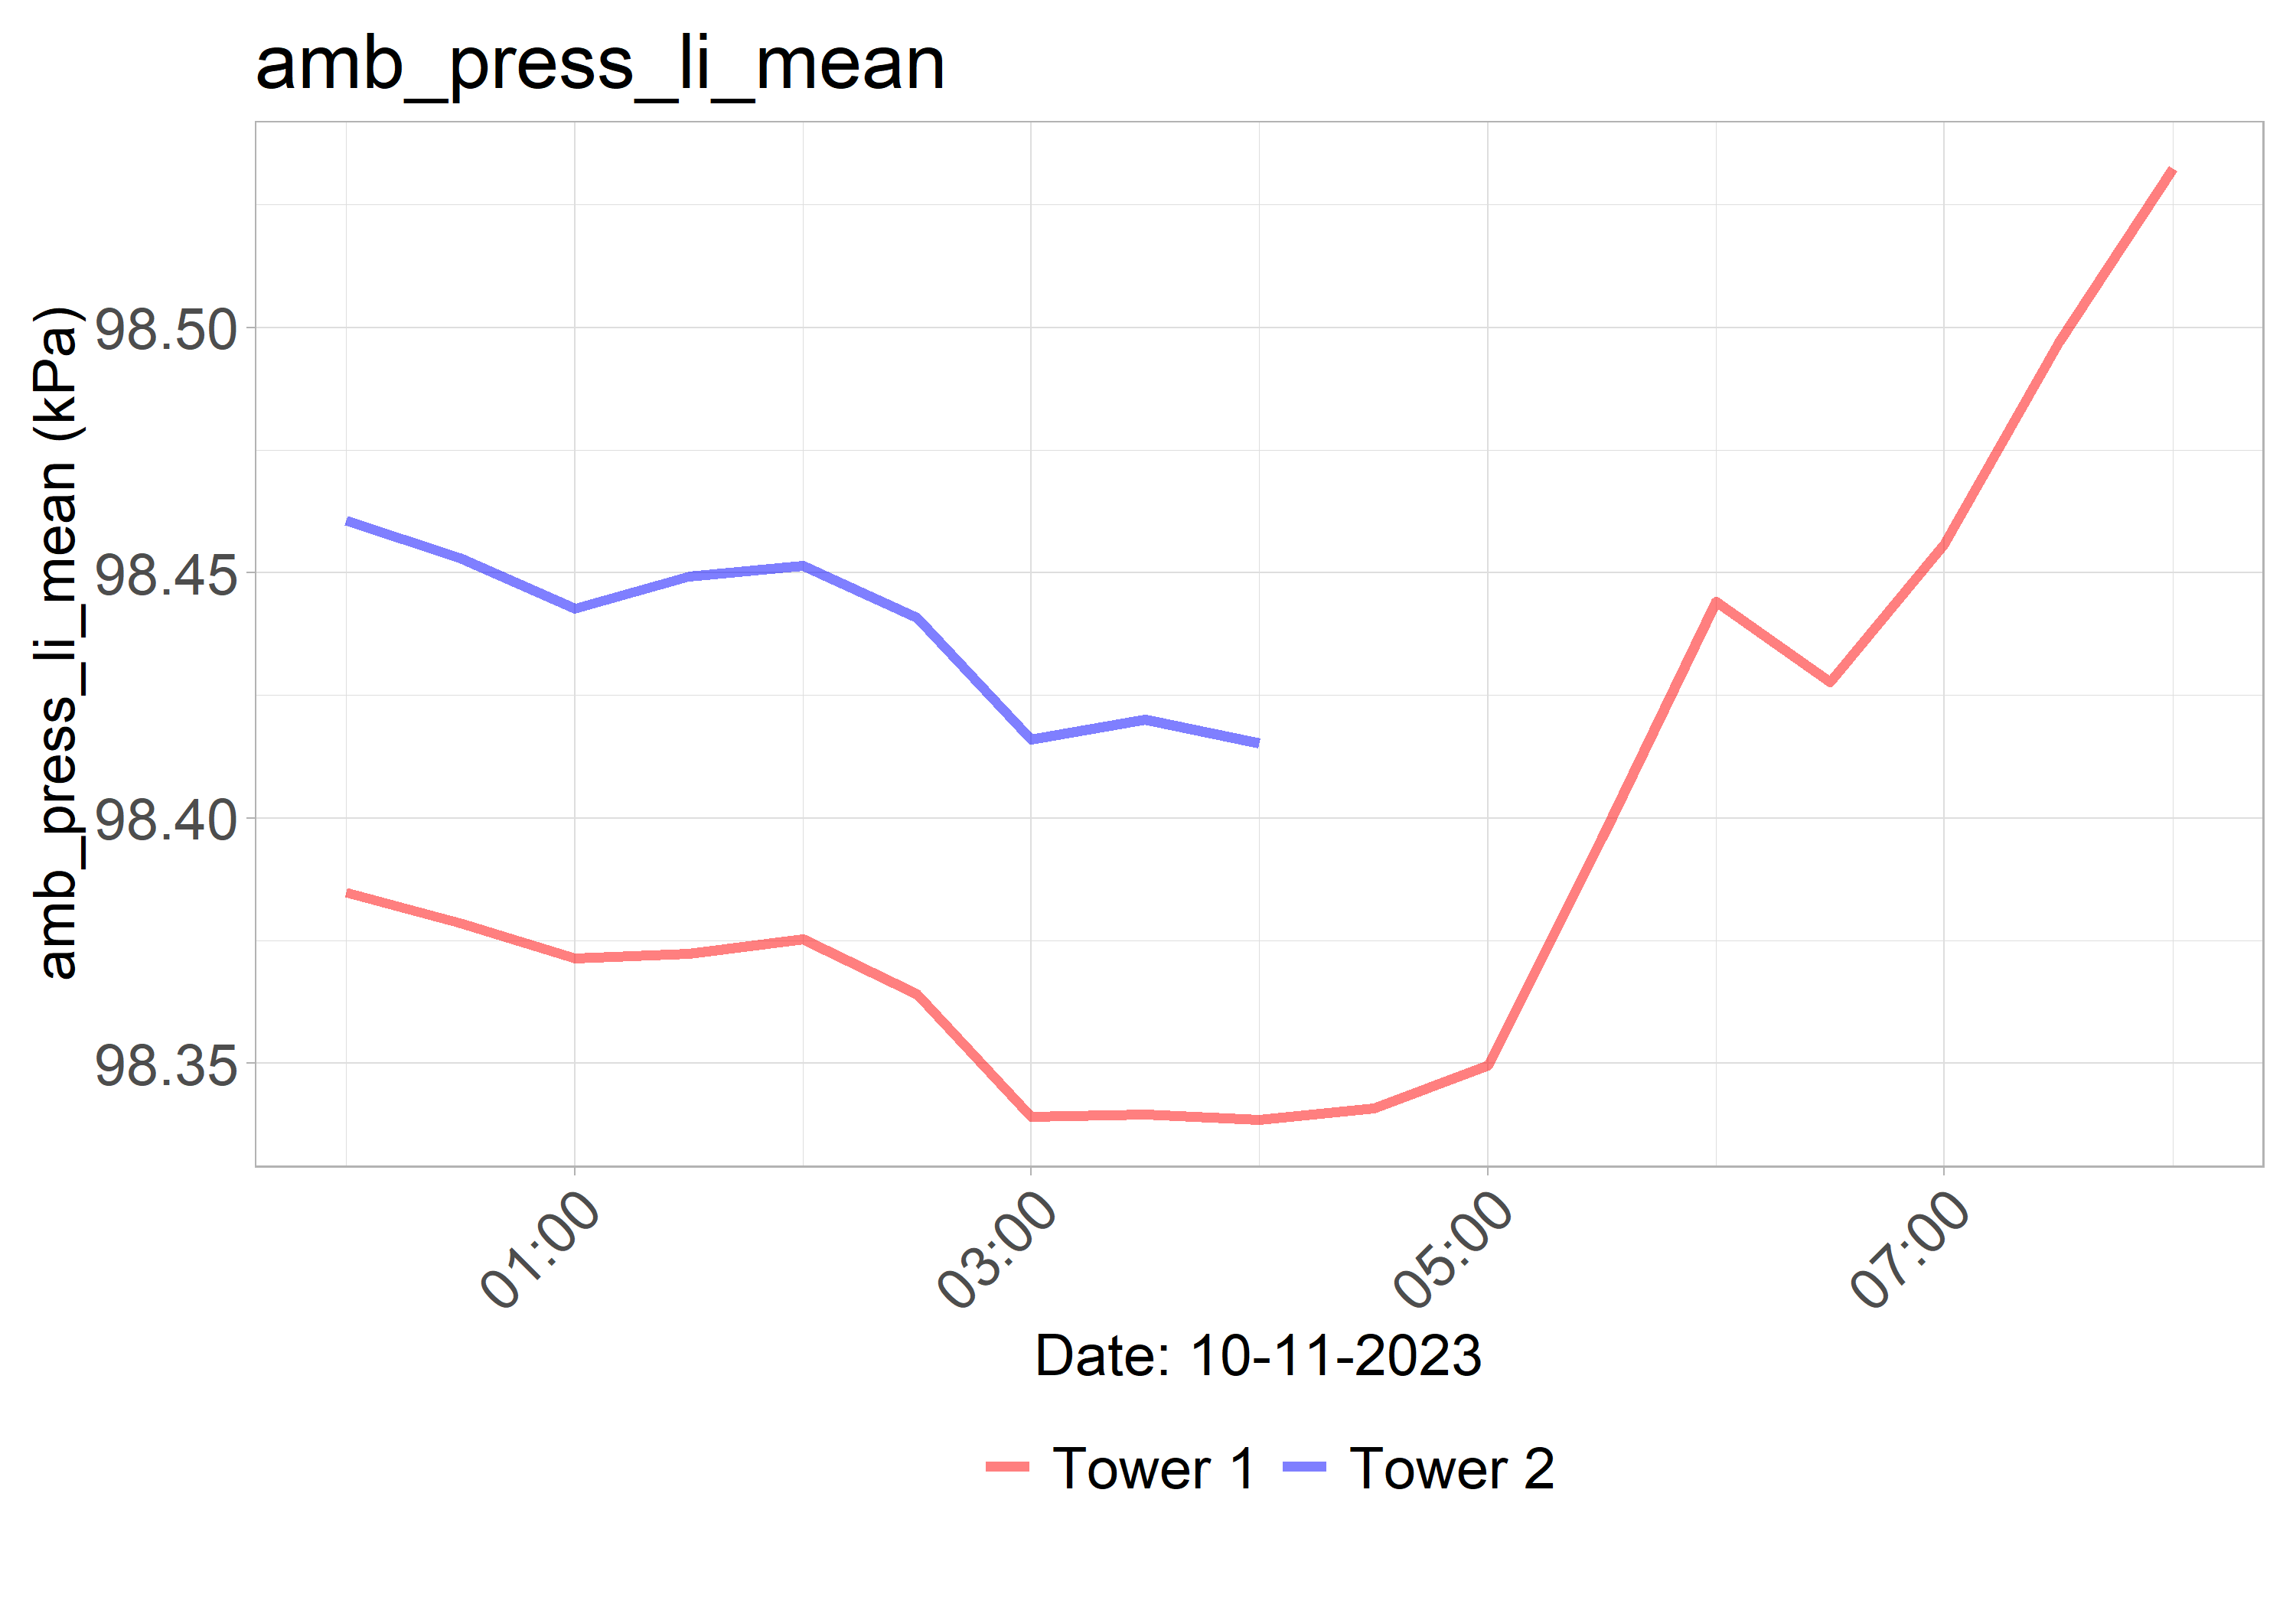 amb_press_li_mean
amb_press_li_mean (kPa)
98.50
98.45
98.40
98.35
01:00
03:00
05:00
07:00
Date: 10-11-2023
Tower 1
Tower 2